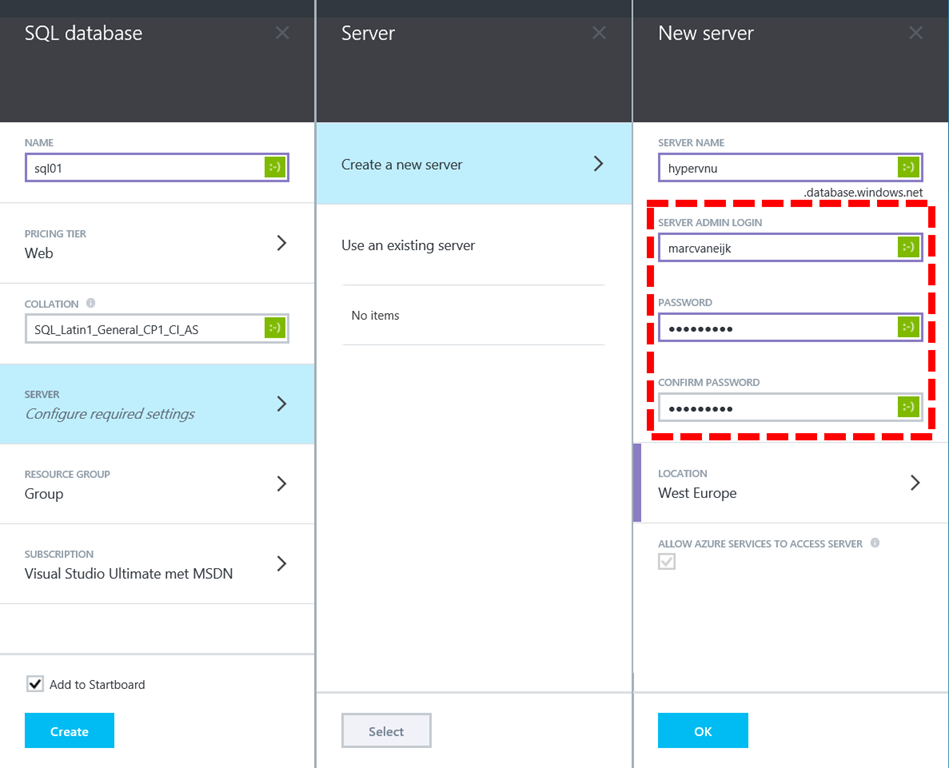 SQL database
NAME
sql01
:-)
PRICING TIER
Web
COLLATION
SQL_Latin1_General_CP1_CI_AS
:-)
SERVER
Configure required settings
RESOURCE GROUP
Group
SUBSCRIPTION
Visual Studio Ultimate met MSDN
Add to Startboard
Create
Server
Create a new server
Use an existing server
No items
Select
New server
SERVER NAME
hypervnu
:-)
.database.windows.net
SERVER ADMIN LOGIN
marcvaneijk
:-)
PASSWORD
•••••••••
:-)
CONFIRM PASSWORD
•••••••••
:-)
LOCATION
West Europe
ALLOW AZURE SERVICES TO ACCESS SERVER
OK